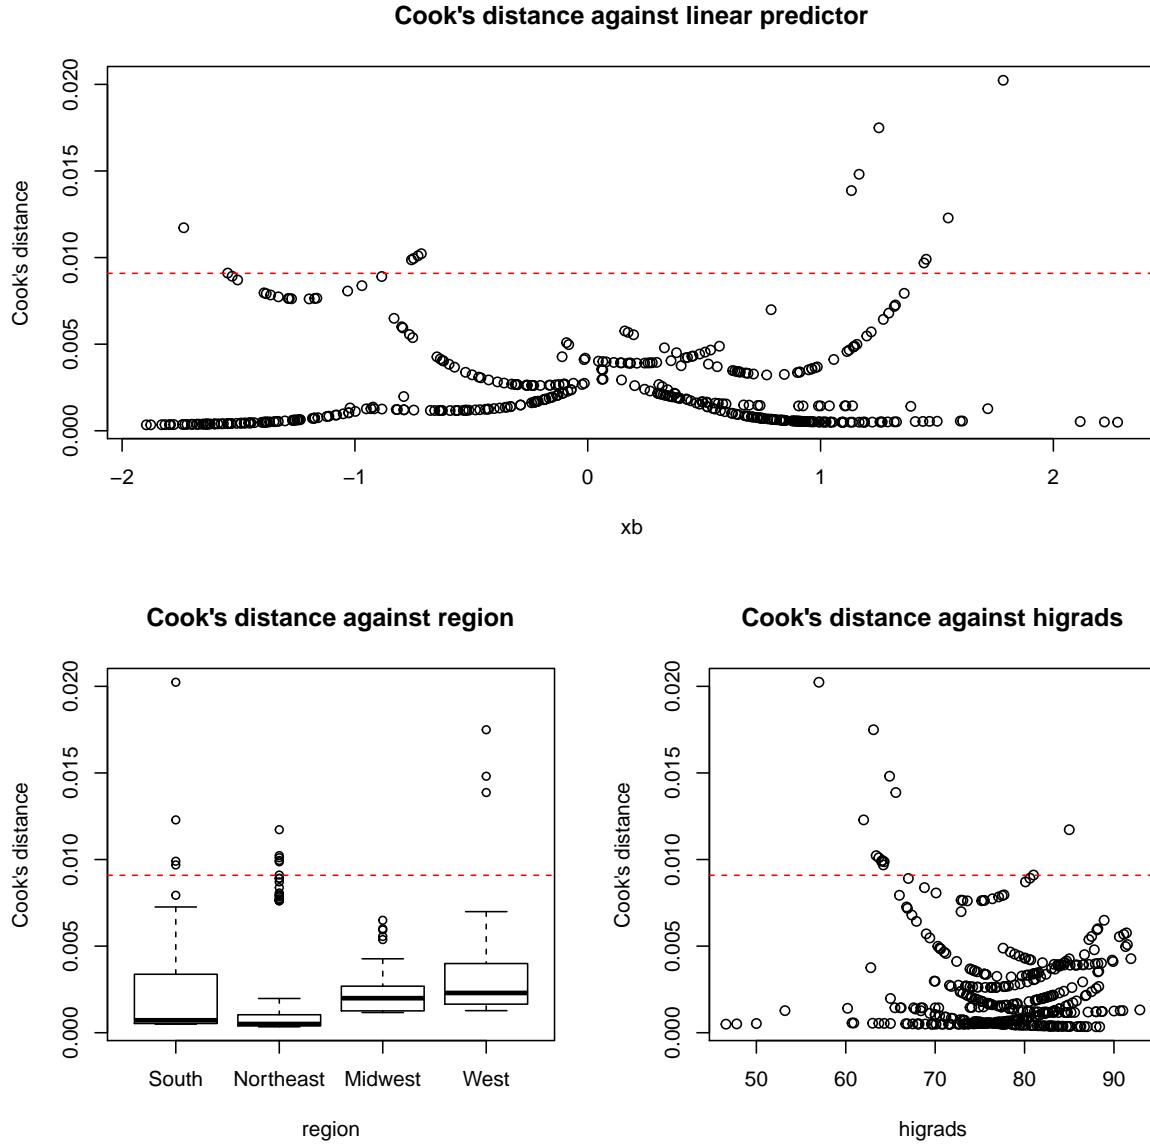 Cook's distance against linear predictor
Cook's distance
0.020
0.015
0.010
0.005
0.000
−2 −1 0 1 2
xb
Cook's distance against region
Cook's distance
0.020
0.015
0.010
0.005
0.000
South Northeast Midwest West
region
Cook's distance against higrads
Cook's distance
0.020
0.015
0.010
0.005
0.000
50 60 70 80 90
higrads